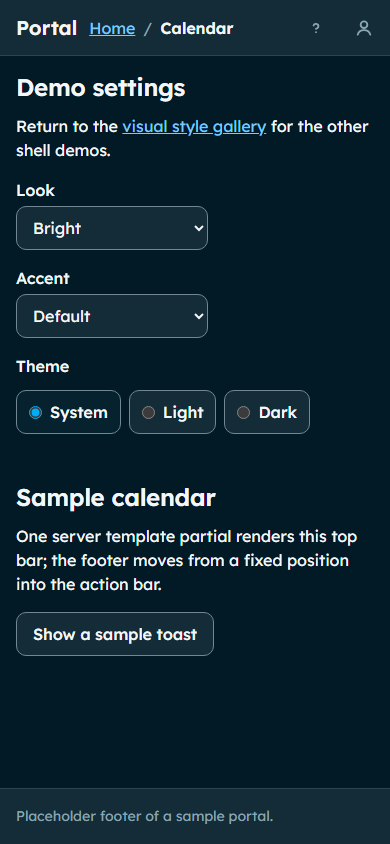 Portal Home / Calendar ?
Demo settings
Return to the visual style gallery for the other
shell demos.
Look
Bright
Accent
Default
Theme
System Light Dark
Sample calendar
One server template partial renders this top
bar; the footer moves from a fixed position
into the action bar.
Show a sample toast
Placeholder footer of a sample portal.